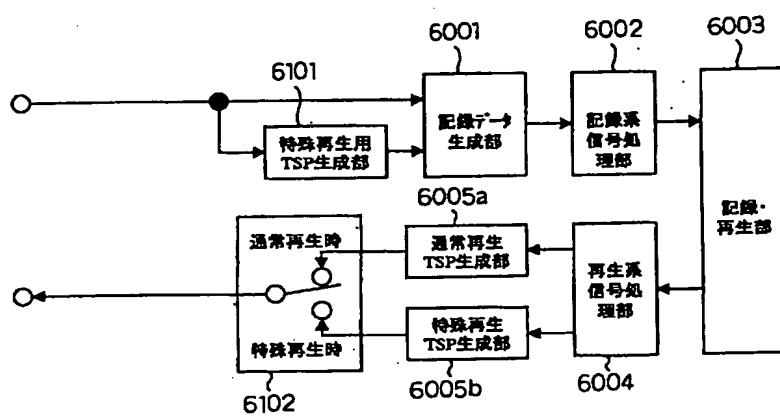 6001
6002
6003
6101
特殊再生用
TSP生成部
記録データ
生成部
記録系
信号処
理部
記録・
再生部
6005a
通常再生時
通常再生
TSP生成部
再生系
信号処
理部
特殊再生
TSP生成部
特殊再生時
6102
6005b
6004